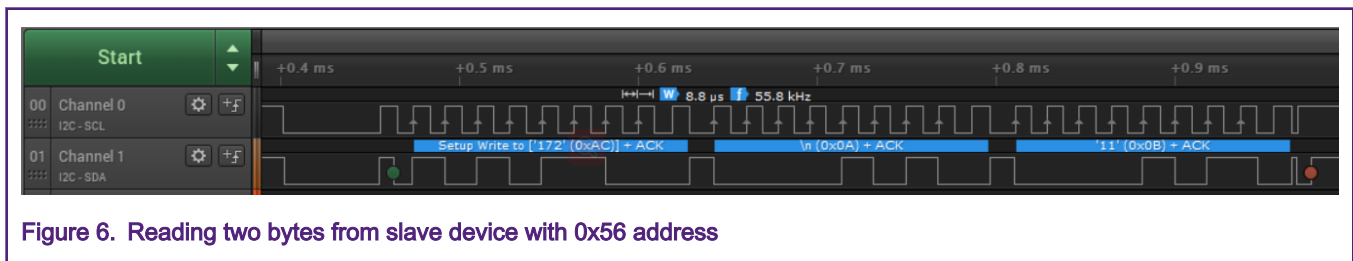 Start
+0.4 ms +0.5 ms +0.6 ms +0.7 ms +0.8 ms +0.9 ms
W 8.8 µs f 55.8 kHz
00 Channel 0
I2C - SCL
Setup Write to ['172' (0xAC)] + ACK \n (0x0A) + ACK '11' (0x0B) + ACK
01 Channel 1
I2C - SDA
Figure 6. Reading two bytes from slave device with 0x56 address